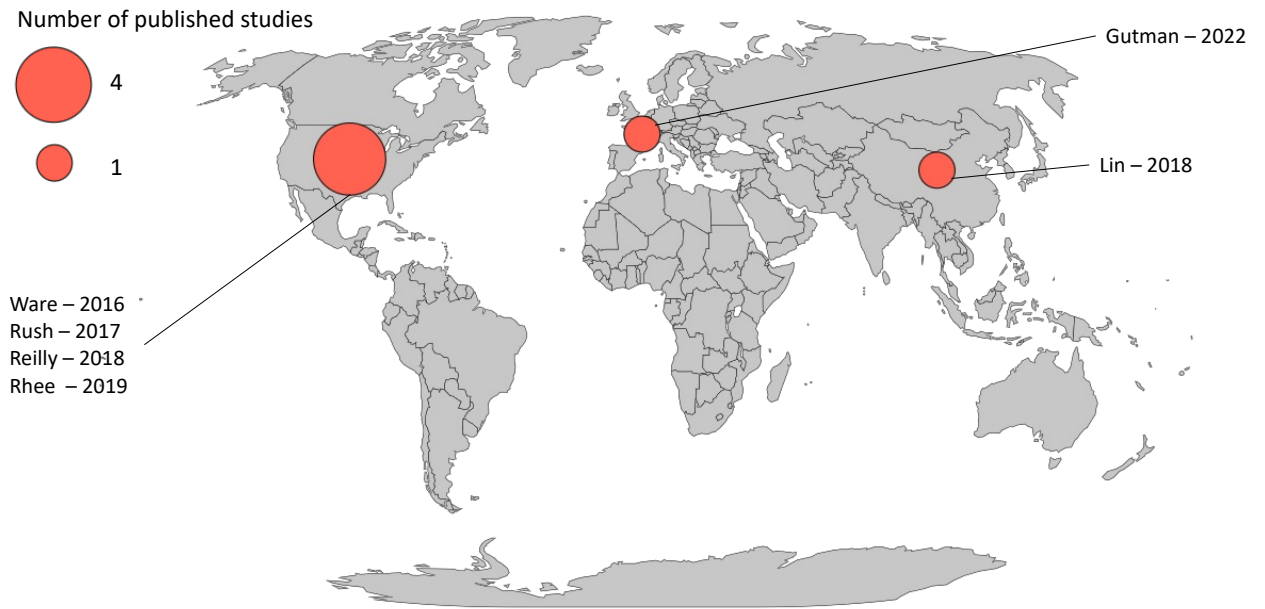 Number of published studies
4
1
Gutman – 2022
Lin – 2018
Ware – 2016
Rush – 2017
Reilly – 2018
Rhee – 2019